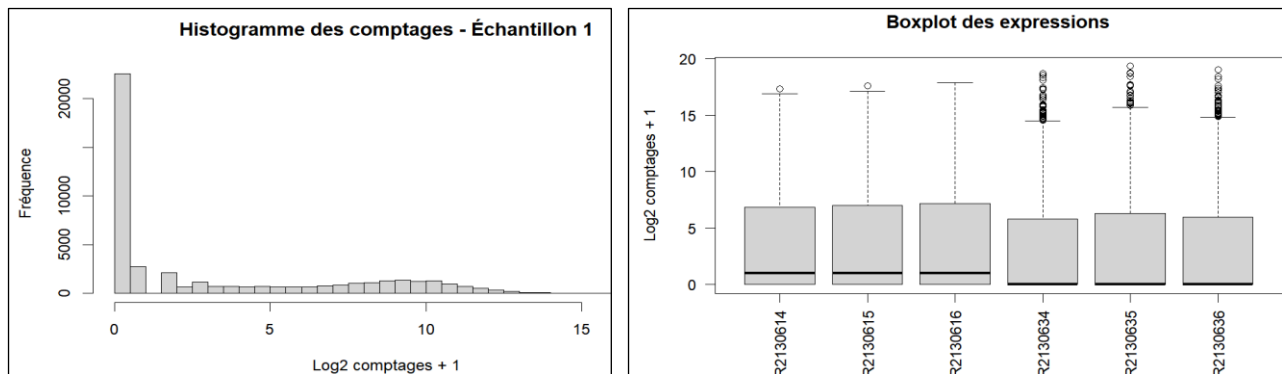 Histogramme des comptages - Échantillon 1
Fréquence
20000
10000
5000
0
0
5
10
15
Log2 comptages + 1
Boxplot des expressions
Log2 comptages + 1
20
15
10
5
0
R2130614
R2130615
R2130616
R2130634
R2130635
R2130636